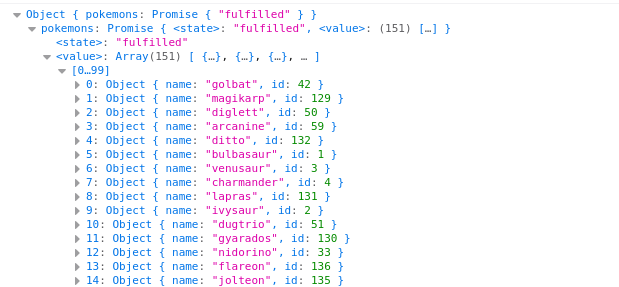 Object { pokemons: Promise { "fulfilled" } }
pokemons: Promise { <state>: "fulfilled", <value>: (151) […] }
<state>: "fulfilled"
<value>: Array(151) [ {…}, {…}, {…}, … ]
[0…99]
0: Object { name: "golbat", id: 42 }
1: Object { name: "magikarp", id: 129 }
2: Object { name: "diglett", id: 50 }
3: Object { name: "arcanine", id: 59 }
4: Object { name: "ditto", id: 132 }
5: Object { name: "bulbasaur", id: 1 }
6: Object { name: "venusaur", id: 3 }
7: Object { name: "charmander", id: 4 }
8: Object { name: "lapras", id: 131 }
9: Object { name: "ivysaur", id: 2 }
10: Object { name: "dugtrio", id: 51 }
11: Object { name: "gyarados", id: 130 }
12: Object { name: "nidorino", id: 33 }
13: Object { name: "flareon", id: 136 }
14: Object { name: "jolteon", id: 135 }